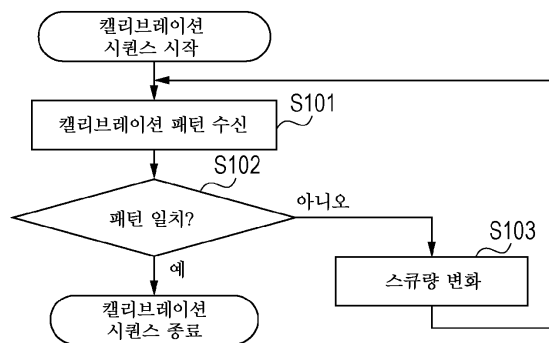 캘리브레이션
시퀀스 시작
S101
캘리브레이션 패턴 수신
S102
패턴 일치?
아니오
S103
예
스큐량 변화
캘리브레이션
시퀀스 종료